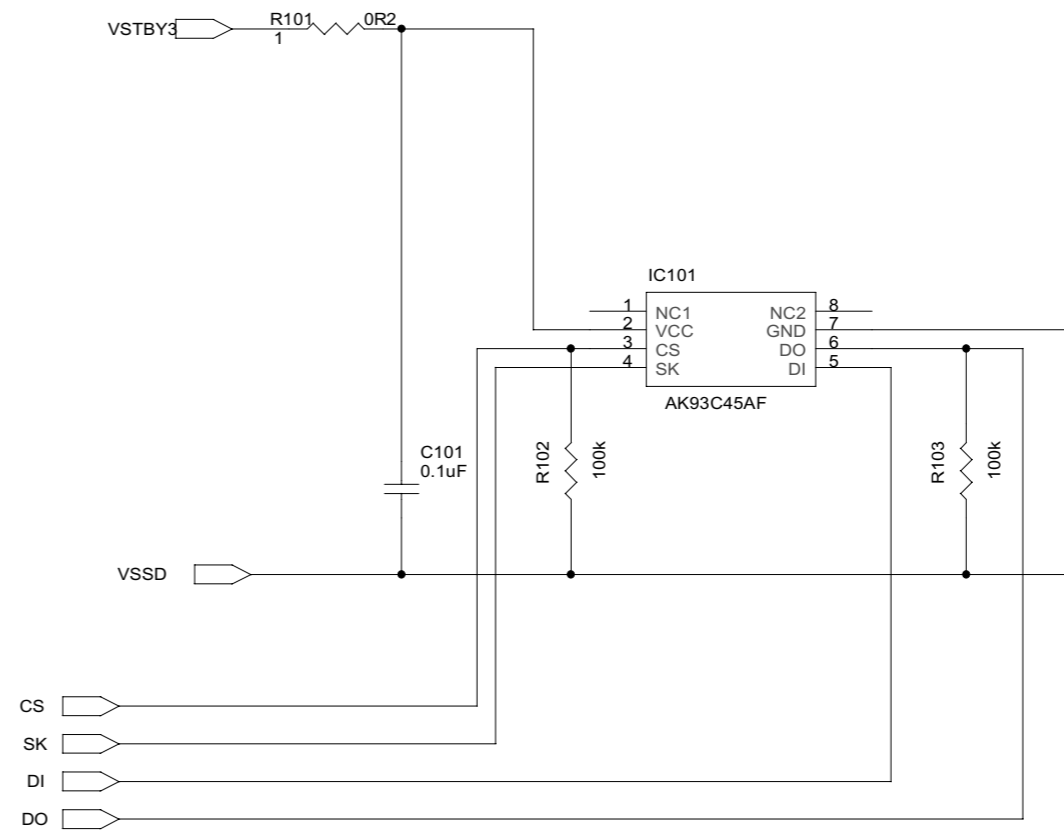 VSTBY3
R101
0R2
1
IC101
1 NC1 NC2 8
2 VCC GND 7
3 CS DO 6
4 SK DI 5
AK93C45AF
C101
0.1uF
R102
100k
R103
100k
VSSD
CS
SK
DI
DO